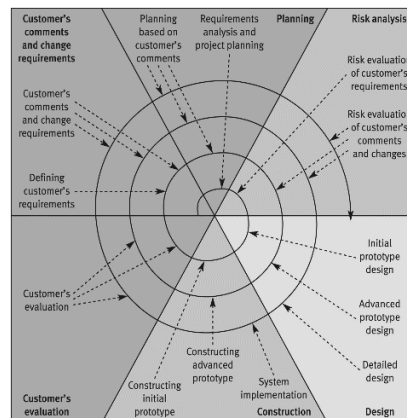 Customer's
comments
and change
requirements
Planning
based on
customer's
comments
Requirements
analysis and
project planning
Planning
Risk analysis
Risk evaluation
of customer's
requirements
Customer's
comments
and change
requirements
Risk
evaluation
of customer's
comments
and changes
Defining
customer's
requirements
Initial
prototype
design
Customer's
evaluation
Advanced
prototype
design
Constructing
advanced
prototype
Detailed
design
Constructing
initial
prototype
System
implementation
Customer's
evaluation
Construction
Design